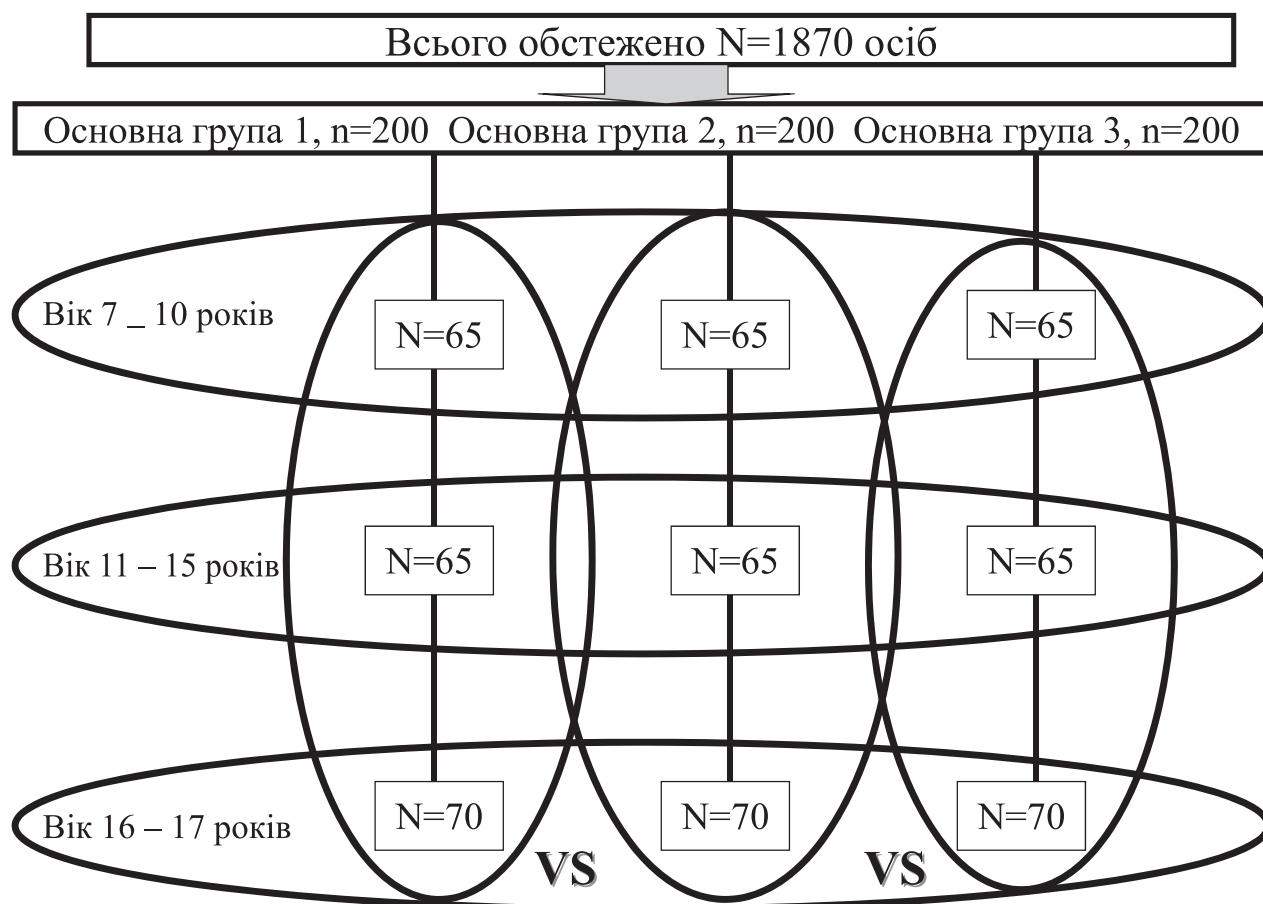 Всього обстежено N=1870 осіб
Основна група 1, n=200 Основна група 2, n=200 Основна група 3, n=200
Вік 7 _ 10 років
N=65
N=65
N=65
Вік 11 – 15 років
N=65
N=65
N=65
Вік 16 – 17 років
N=70
N=70
N=70
VS
VS